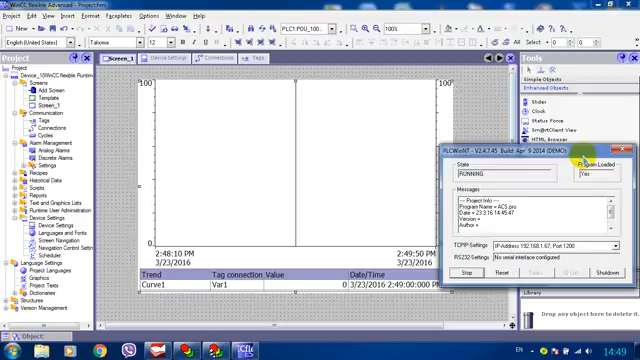 WinCC flexible Advanced - Project.hmi
Project Edit View Insert Format Faceplates Options Window Help
New
PLC1:POU_100
100%
English (United States)
Tahoma
12
Project
Screen_1
Device Settings
Connections
Tags
Tools
Project
Device_1(WinCC flexible Runtim
Screens
Add Screen
Template
Screen_1
Communication
Tags
Connections
Cycles
Alarm Management
Analog Alarms
Discrete Alarms
Settings
Recipes
Historical Data
Scripts
Reports
Text and Graphics Lists
Runtime User Administration
Device Settings
Device Settings
Languages and Fonts
Screen Navigation
Navigation Control Settin
Scheduler
Language Settings
Project Languages
Graphics
Project Texts
Dictionaries
Structures
Version Management
Object:
100
100
0
0
2:48:10 PM
3/23/2016
2:49:50 PM
3/23/2016
Trend Tag connection Value Date/Time
Curve1 Var1 0 3/23/2016 2:49:00:000 PM
Simple Objects
Enhanced Objects
Slider
Clock
Status Force
Sm@rtClient View
HTML Browser
PLCWinNT - V2.4.7.45 Build: Apr 9 2014 (DEMO)
State
RUNNING
Program Loaded
Yes
Messages
--- Project Info ---
Program Name = ACS.pro
Date = 23.3.16 14:45:47
Version =
Author =
TCPIP-Settings IP-Address 192.168.1.67, Port 1200
RS232-Settings No serial interface configured
Stop Reset Shutdown
Library
Drop any object here to delete it.
EN
14:49